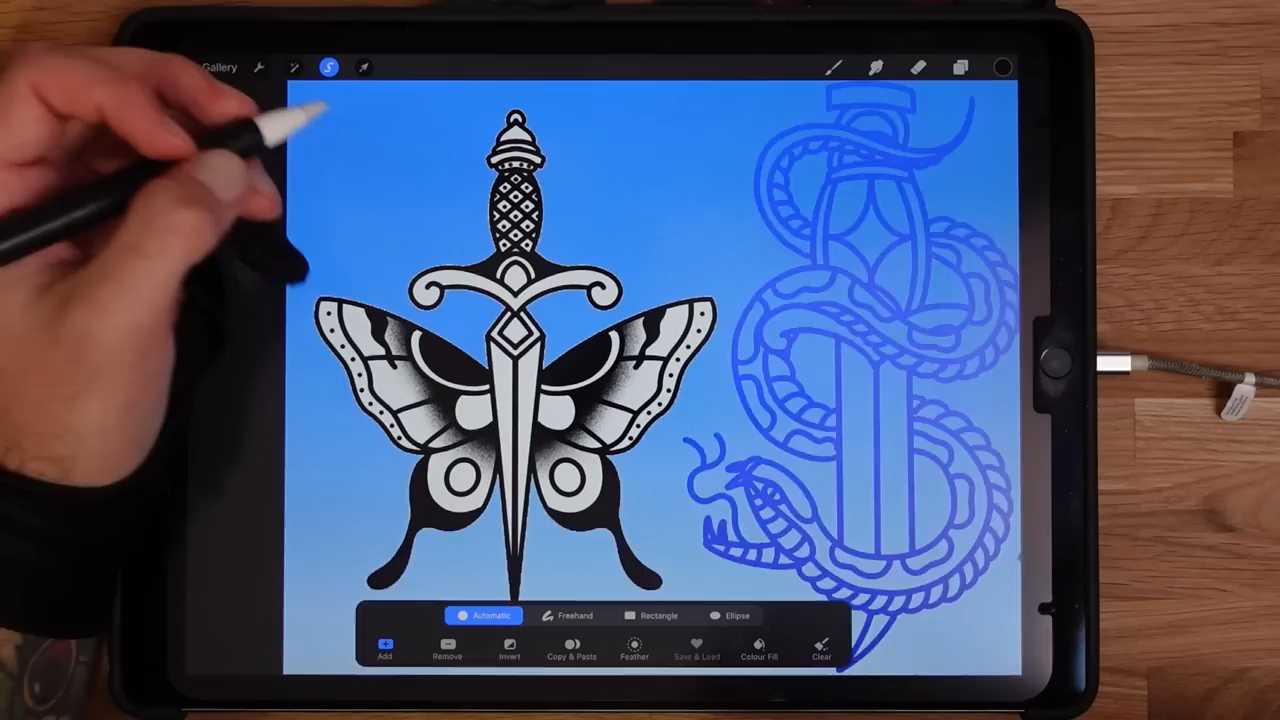 Gallery
Automatic Freehand Rectangle Ellipse
Add Remove Invert Copy & Paste Feather Save & Load Colour Fill Clear